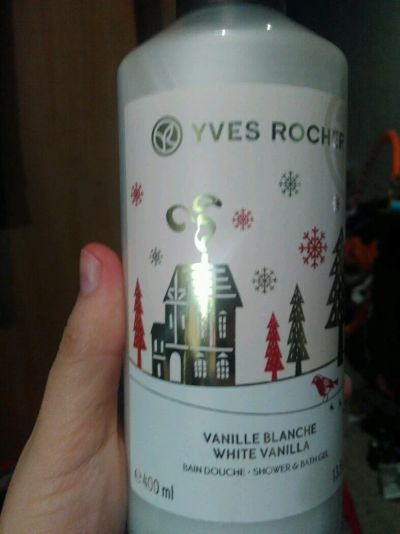 YVES ROCHER
VANILLE BLANCHE
WHITE VANILLA
BAIN DOUCHE • SHOWER & BATH GEL
℮400 ml